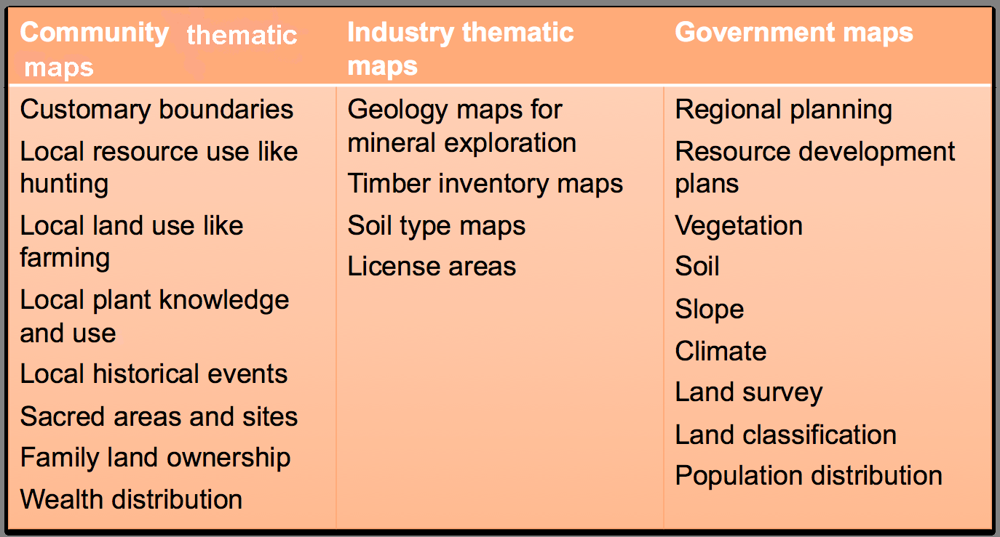 Community thematic
maps
Industry thematic
maps
Government maps
Customary boundaries
Local resource use like
hunting
Local land use like
farming
Local plant knowledge
and use
Local historical events
Sacred areas and sites
Family land ownership
Wealth distribution
Geology maps for
mineral exploration
Timber inventory maps
Soil type maps
License areas
Regional planning
Resource development
plans
Vegetation
Soil
Slope
Climate
Land survey
Land classification
Population distribution